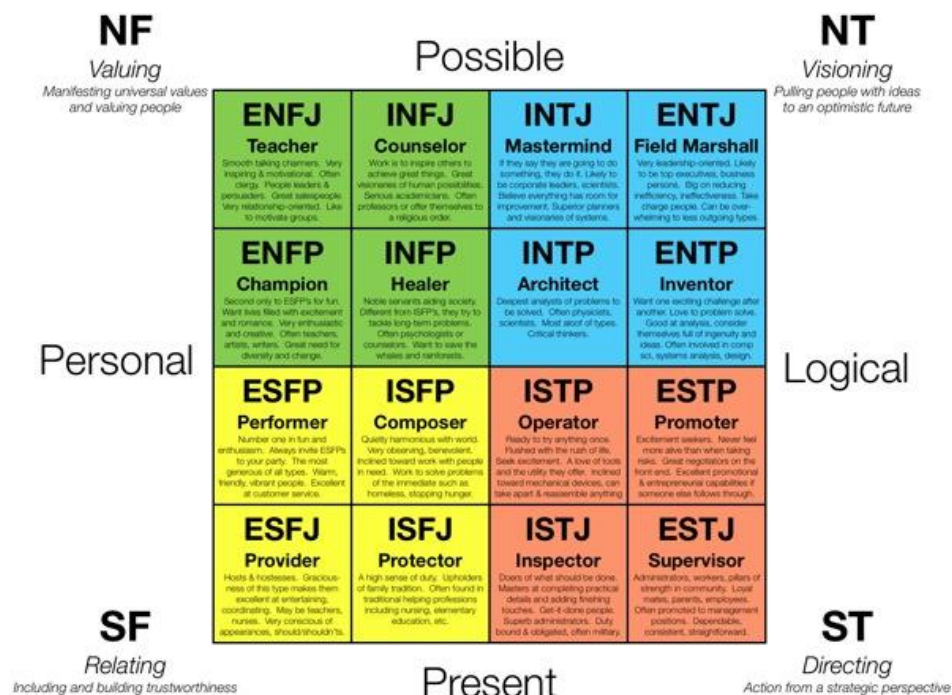 NF
Valuing
Manifesting universal values
and valuing people
Possible
NT
Visioning
Pulling people with ideas
to an optimistic future
ENFJ
Teacher
Smooth talking charmers. Very
inspiring & motivational. Often
clergy. People leaders &
persuaders. Great salespeople.
Very relationship-oriented. Like
to motivate groups.
INFJ
Counselor
Work is to inspire others to
achieve great things. Great
visionaries of human possibilities.
Serious academicians. Often
professors or offer themselves to
a religious order.
INTJ
Mastermind
If they say they are going to do
something, they do it. Likely to
be corporate leaders, scientists.
Believe everything has room for
improvement. Superior planners
and visionaries of systems.
ENTJ
Field Marshall
Very leadership-oriented. Likely
to be top executives, business
persons. Big on reducing
inefficiency, ineffectiveness. Take
charge people. Can be over-
whelming to less outgoing types.
Personal
ENFP
Champion
Second only to ESFP's for fun.
Want lives filled with excitement
and romance. Very enthusiastic
and creative. Often teachers,
artists, writers. Great need for
diversity and change.
INFP
Healer
Noble servants aiding society.
Different from ISFP's, they try to
tackle long-term problems.
Often psychologists or
counselors. Want to save the
whales and rainforests.
INTP
Architect
Deepest analysts of problems to
be solved. Often physicists,
scientists. Most aloof of types.
Critical thinkers.
ENTP
Inventor
Want one exciting challenge after
another. Love to problem solve.
Good at analysis, consider
themselves full of ingenuity and
ideas. Often involved in comp
sci, systems analysis, design.
Logical
ESFP
Performer
Number one in fun and
enthusiasm. Always invite ESFPs
to your party. The most
generous of all types. Warm,
friendly, vibrant people. Excellent
at customer service.
ISFP
Composer
Quietly harmonious with world.
Very observing, benevolent.
Inclined toward work with people
in need. Work to solve problems
of the immediate such as
homeless, stopping hunger.
ISTP
Operator
Ready to try anything once.
Flushed with the rush of life.
Seek excitement. A love of tools
and the utility they offer. Inclined
toward mechanical devices, can
take apart & reassemble anything
ESTP
Promoter
Excitement seekers. Never feel
more alive than when taking
risks. Great negotiators on the
front end. Excellent promotional
& entrepreneurial capabilities if
someone else follows through.
ESFJ
Provider
Hosts & hostesses. Gracious-
ness of this type makes them
excellent at entertaining,
coordinating. May be teachers,
nurses. Very conscious of
appearances, should/shouldn'ts.
ISFJ
Protector
A high sense of duty. Upholders
of family tradition. Often found in
traditional helping professions
including nursing, elementary
education, etc.
ISTJ
Inspector
Doers of what should be done.
Masters at completing practical
details and adding finishing
touches. Get-it-done people.
Superb administrators. Duty
bound & obligated, often military.
ESTJ
Supervisor
Administrators, workers, pillars of
strength in community. Loyal
mates, parents, employees.
Often promoted to management
positions. Dependable,
consistent, straightforward.
SF
Relating
Including and building trustworthiness
Present
ST
Directing
Action from a strategic perspective